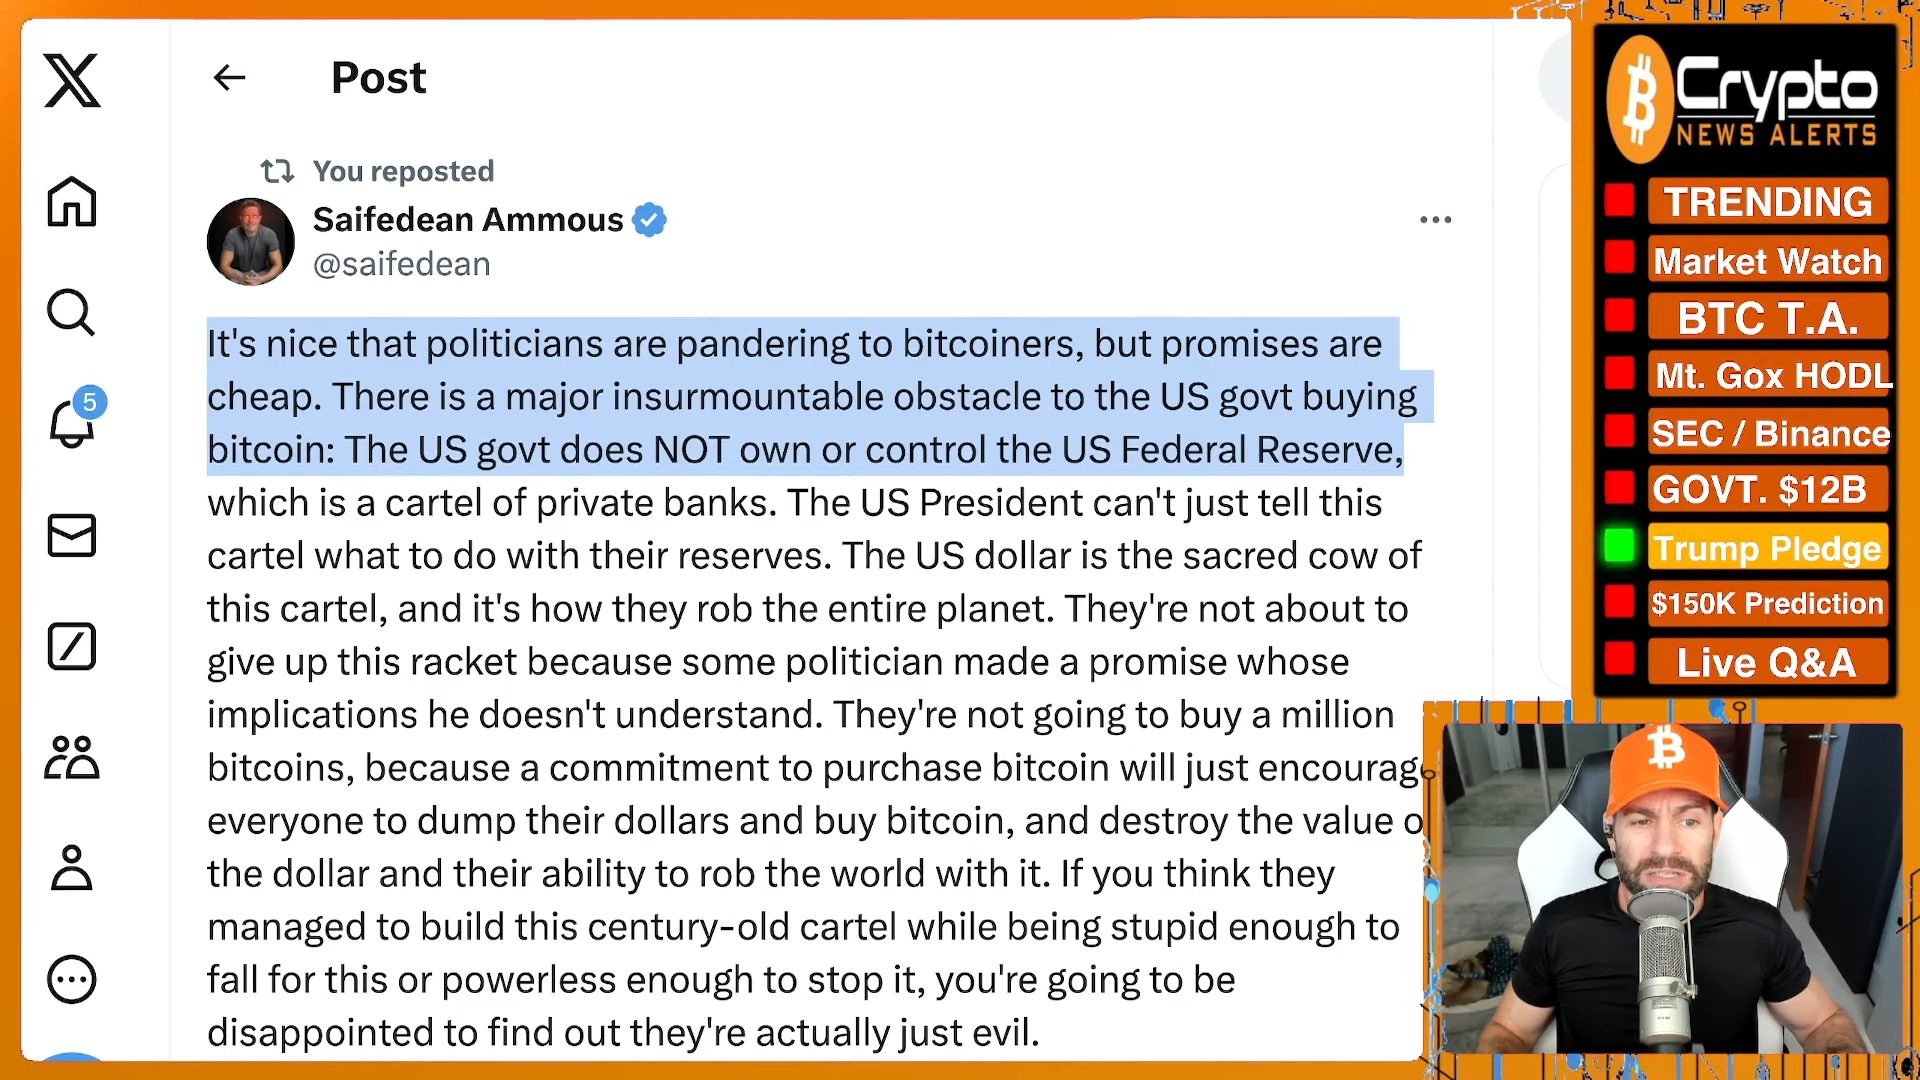 Post
You reposted
Saifedean Ammous
@saifedean
It's nice that politicians are pandering to bitcoiners, but promises are
cheap. There is a major insurmountable obstacle to the US govt buying
bitcoin: The US govt does NOT own or control the US Federal Reserve,
which is a cartel of private banks. The US President can't just tell this
cartel what to do with their reserves. The US dollar is the sacred cow of
this cartel, and it's how they rob the entire planet. They're not about to
give up this racket because some politician made a promise whose
implications he doesn't understand. They're not going to buy a million
bitcoins, because a commitment to purchase bitcoin will just encourag
everyone to dump their dollars and buy bitcoin, and destroy the value o
the dollar and their ability to rob the world with it. If you think they
managed to build this century-old cartel while being stupid enough to
fall for this or powerless enough to stop it, you're going to be
disappointed to find out they're actually just evil.
5
Crypto
NEWS ALERTS
TRENDING
Market Watch
BTC T.A.
Mt. Gox HODL
SEC / Binance
GOVT. $12B
Trump Pledge
$150K Prediction
Live Q&A